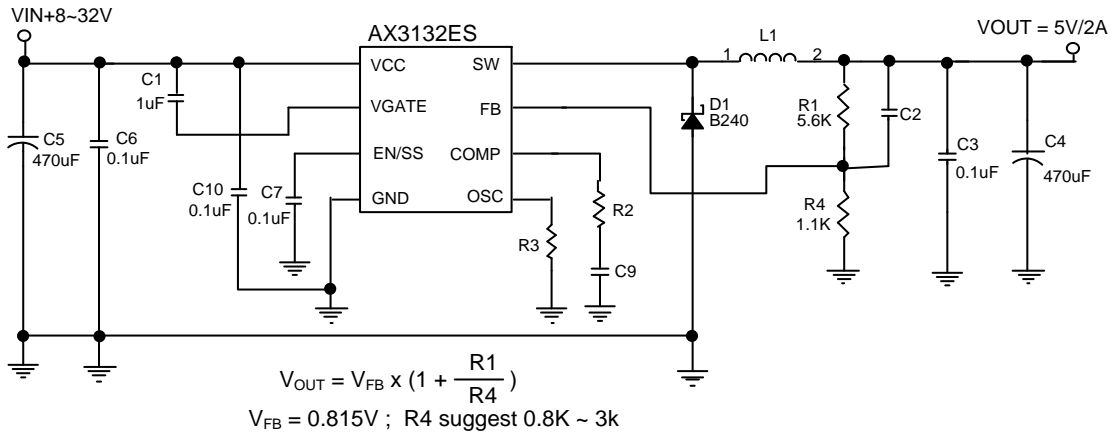 VIN+8~32V
VOUT = 5V/2A
AX3132ES
L1
1
2
VCC
SW
C1
1uF
VGATE
FB
D1
B240
R1
5.6K
C2
C5
470uF
C6
0.1uF
EN/SS
COMP
C3
0.1uF
C4
470uF
C10
0.1uF
C7
0.1uF
GND
OSC
R2
R4
1.1K
R3
C9
VOUT = VFB x (1 + R1/R4)
VFB = 0.815V ; R4 suggest 0.8K ~ 3k